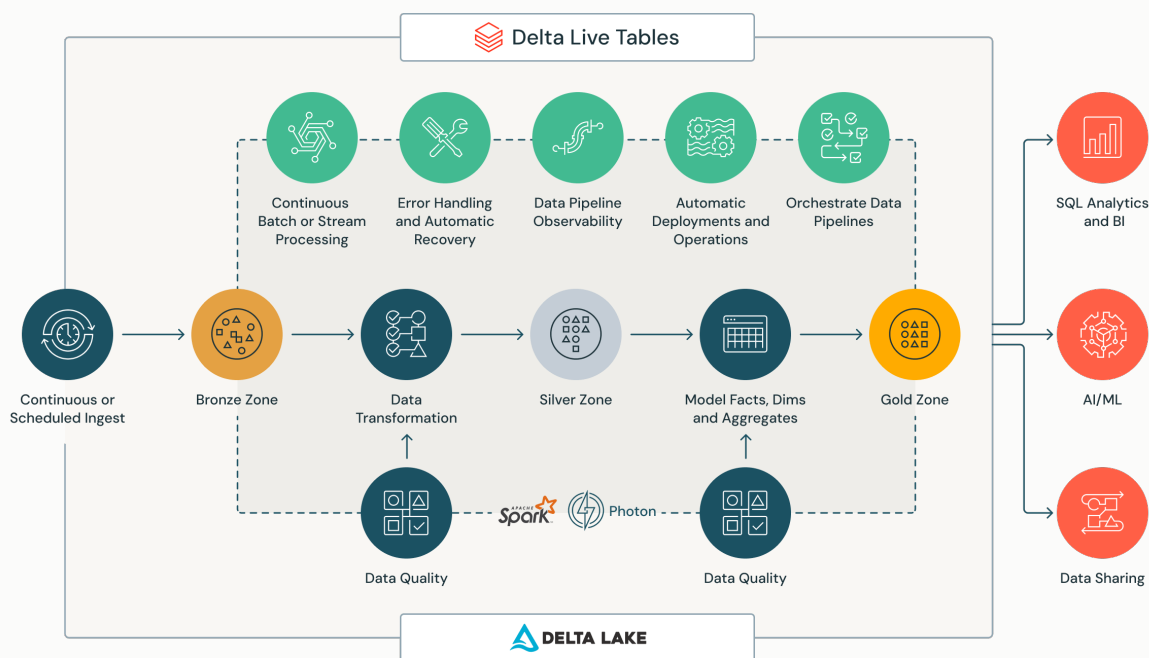 Delta Live Tables
Continuous
Batch or Stream
Processing
Error Handling
and Automatic
Recovery
Data Pipeline
Observability
Automatic
Deployments and
Operations
Orchestrate Data
Pipelines
SQL Analytics
and BI
Continuous or
Scheduled Ingest
Bronze Zone
Data
Transformation
Silver Zone
Model Facts, Dims
and Aggregates
Gold Zone
AI/ML
APACHE
Spark
Photon
Data Quality
Data Quality
Data Sharing
DELTA LAKE